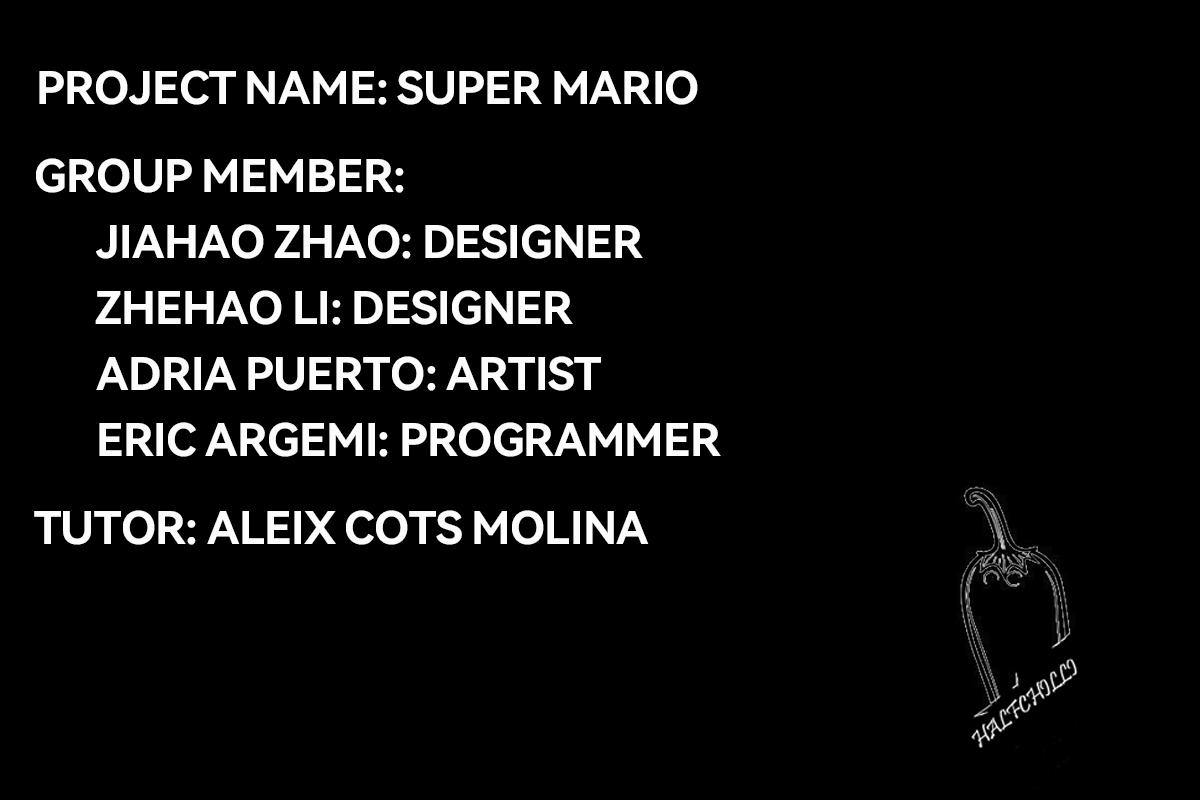 PROJECT NAME: SUPER MARIO
GROUP MEMBER:
JIAHAO ZHAO: DESIGNER
ZHEHAO LI: DESIGNER
ADRIA PUERTO: ARTIST
ERIC ARGEMI: PROGRAMMER
TUTOR: ALEIX COTS MOLINA
HALFCHILLI